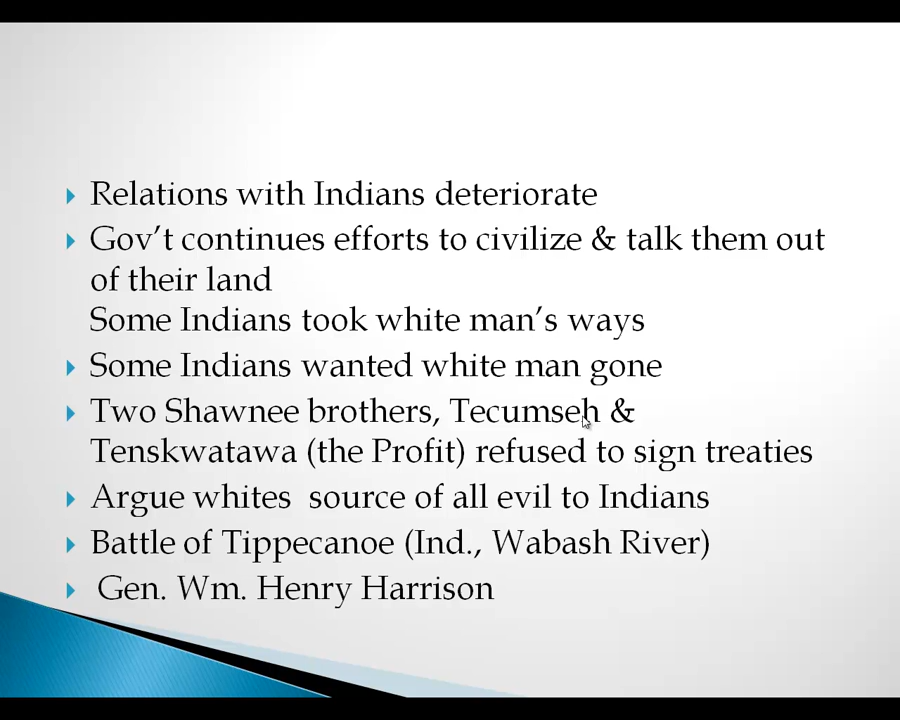 Relations with Indians deteriorate
Gov't continues efforts to civilize & talk them out
of their land
Some Indians took white man's ways
Some Indians wanted white man gone
Two Shawnee brothers, Tecumseh &
Tenskwatawa (the Profit) refused to sign treaties
Argue whites  source of all evil to Indians
Battle of Tippecanoe (Ind., Wabash River)
Gen. Wm. Henry Harrison